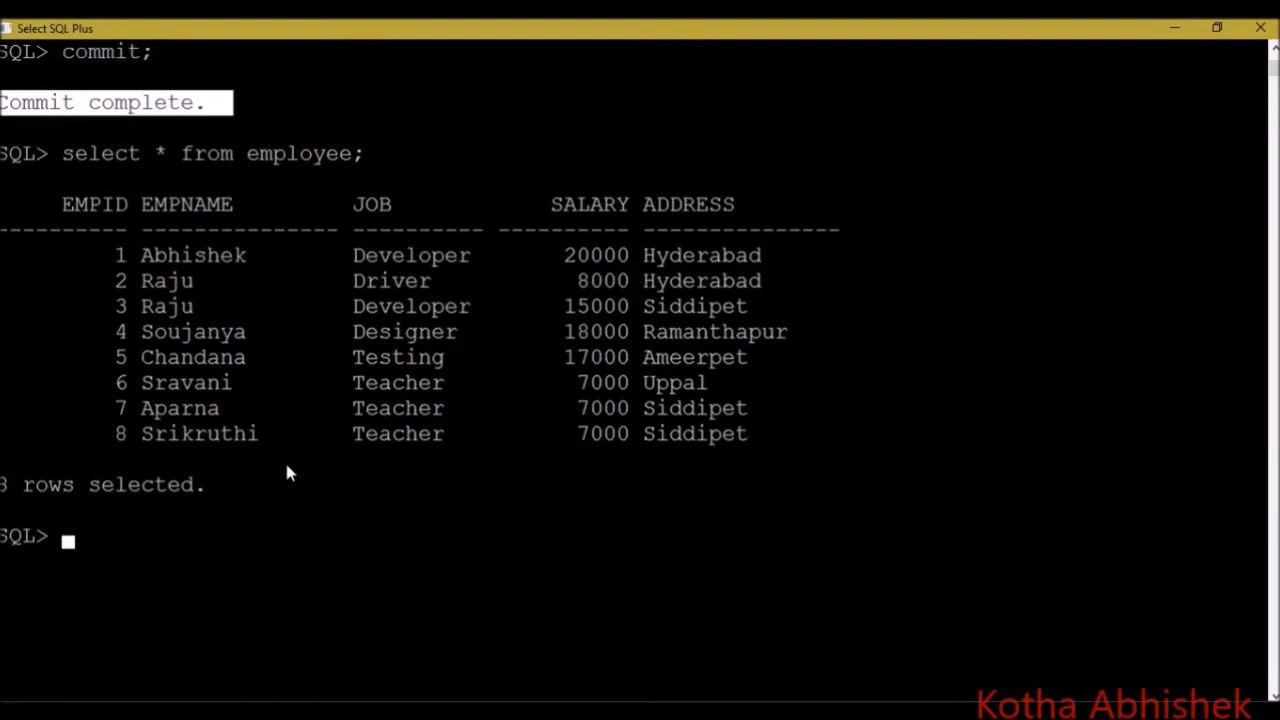 Select SQL Plus
SQL> commit;
Commit complete.
SQL> select * from employee;
EMPID EMPNAME JOB SALARY ADDRESS
---------- --------------- ---------- ---------- ---------------
1 Abhishek Developer 20000 Hyderabad
2 Raju Driver 8000 Hyderabad
3 Raju Developer 15000 Siddipet
4 Soujanya Designer 18000 Ramanthapur
5 Chandana Testing 17000 Ameerpet
6 Sravani Teacher 7000 Uppal
7 Aparna Teacher 7000 Siddipet
8 Srikruthi Teacher 7000 Siddipet
8 rows selected.
SQL>
Kotha Abhishek